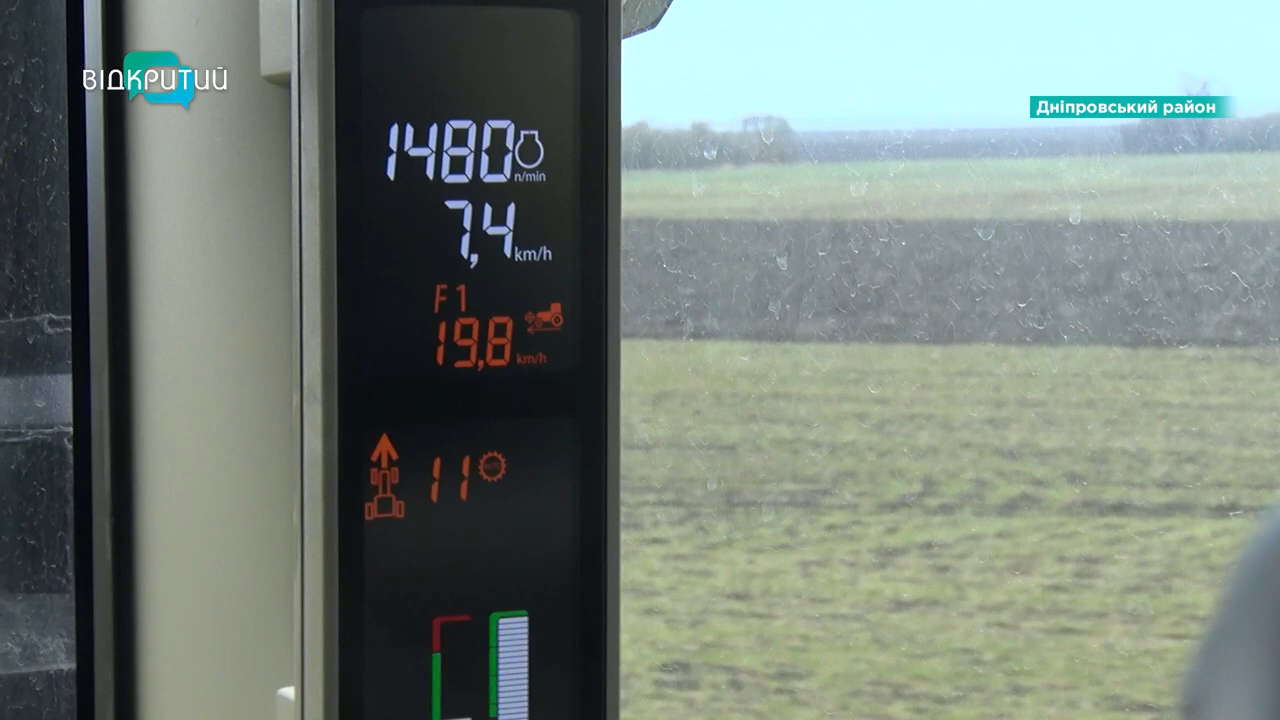 ВІДКРИТИЙ
Дніпровський район
1480
n/min
7,4 km/h
F1
19,8 km/h
11